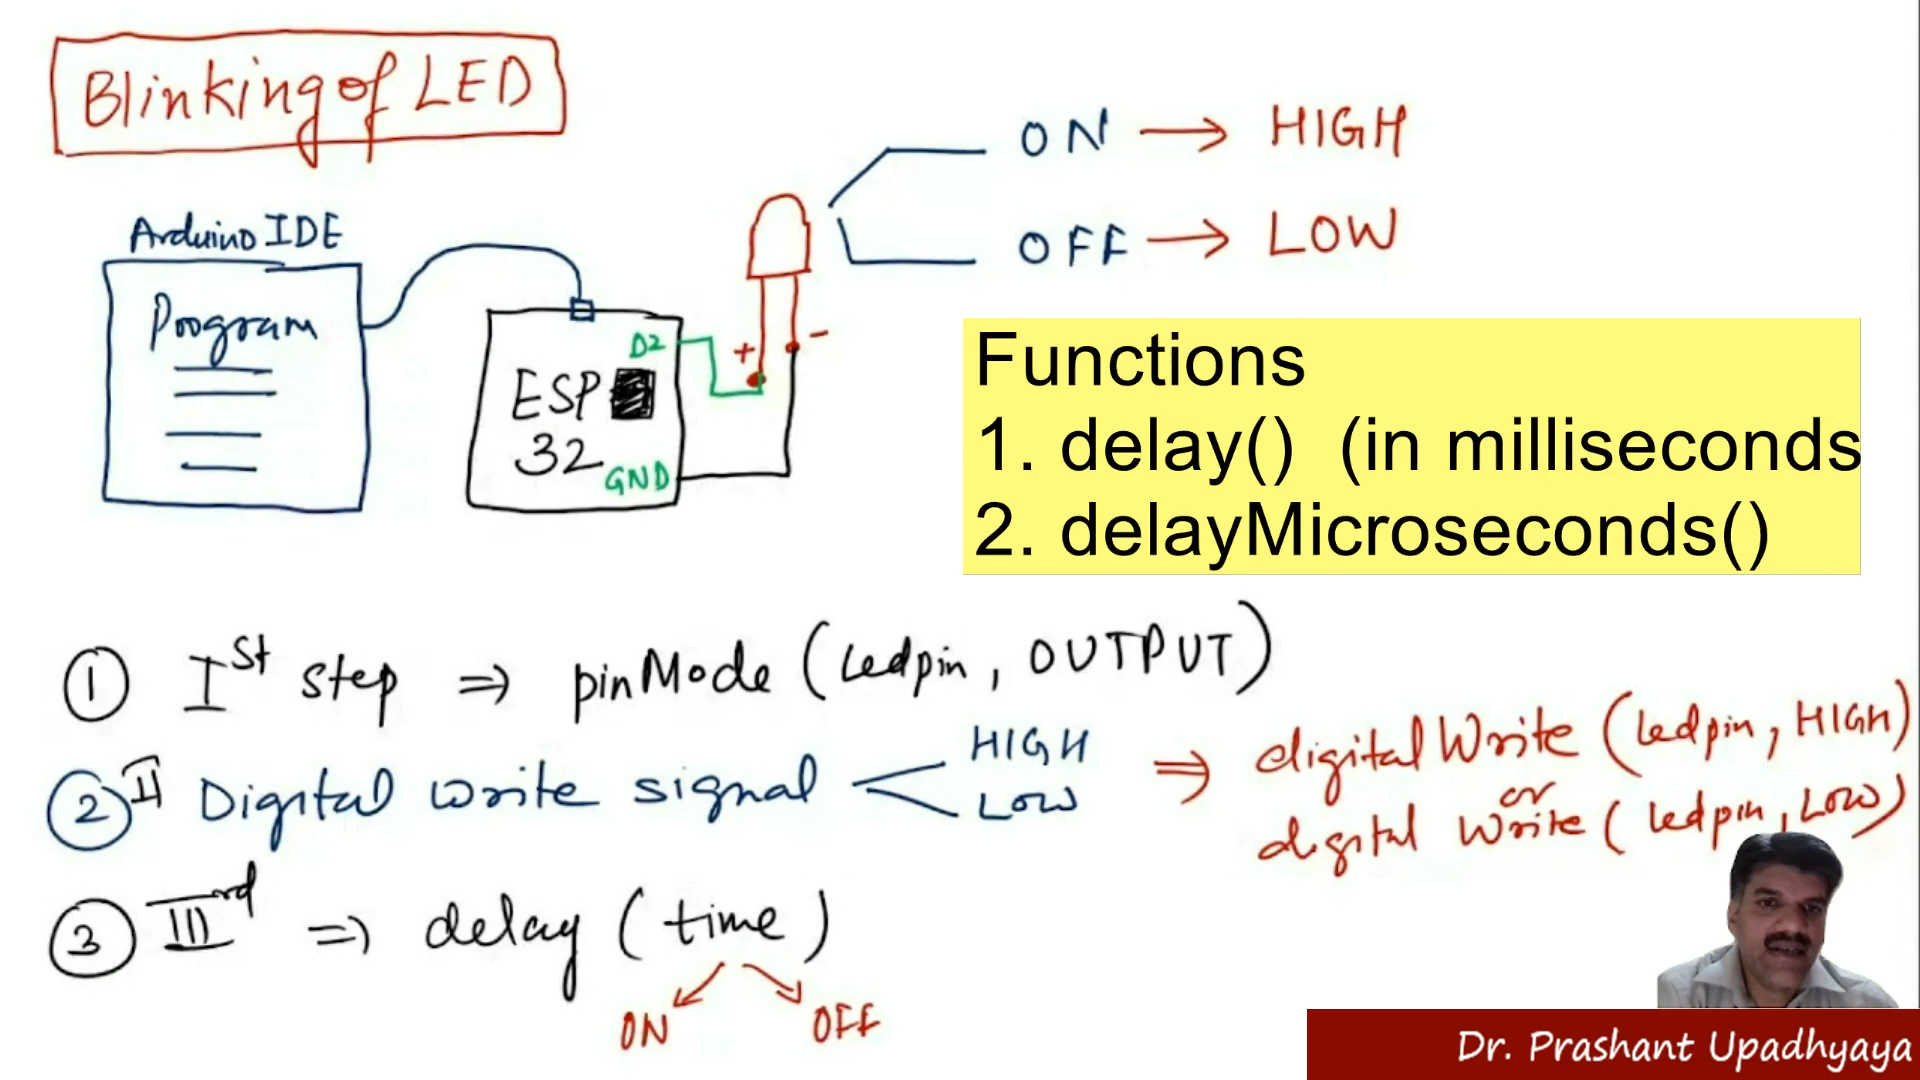 Blinking of LED
ON → HIGH
OFF → LOW
Arduino IDE
Program
D2
+
-
ESP
32
GND
Functions
1. delay() (in milliseconds
2. delayMicroseconds()
① Ist step ⇒ pinMode (Ledpin, OUTPUT)
② II Digital write signal HIGH LOW ⇒ digitalWrite (Ledpin, HIGH)
or
digital Write (Ledpin, LOW)
③ IIIrd ⇒ delay (time)
ON OFF
Dr. Prashant Upadhyaya